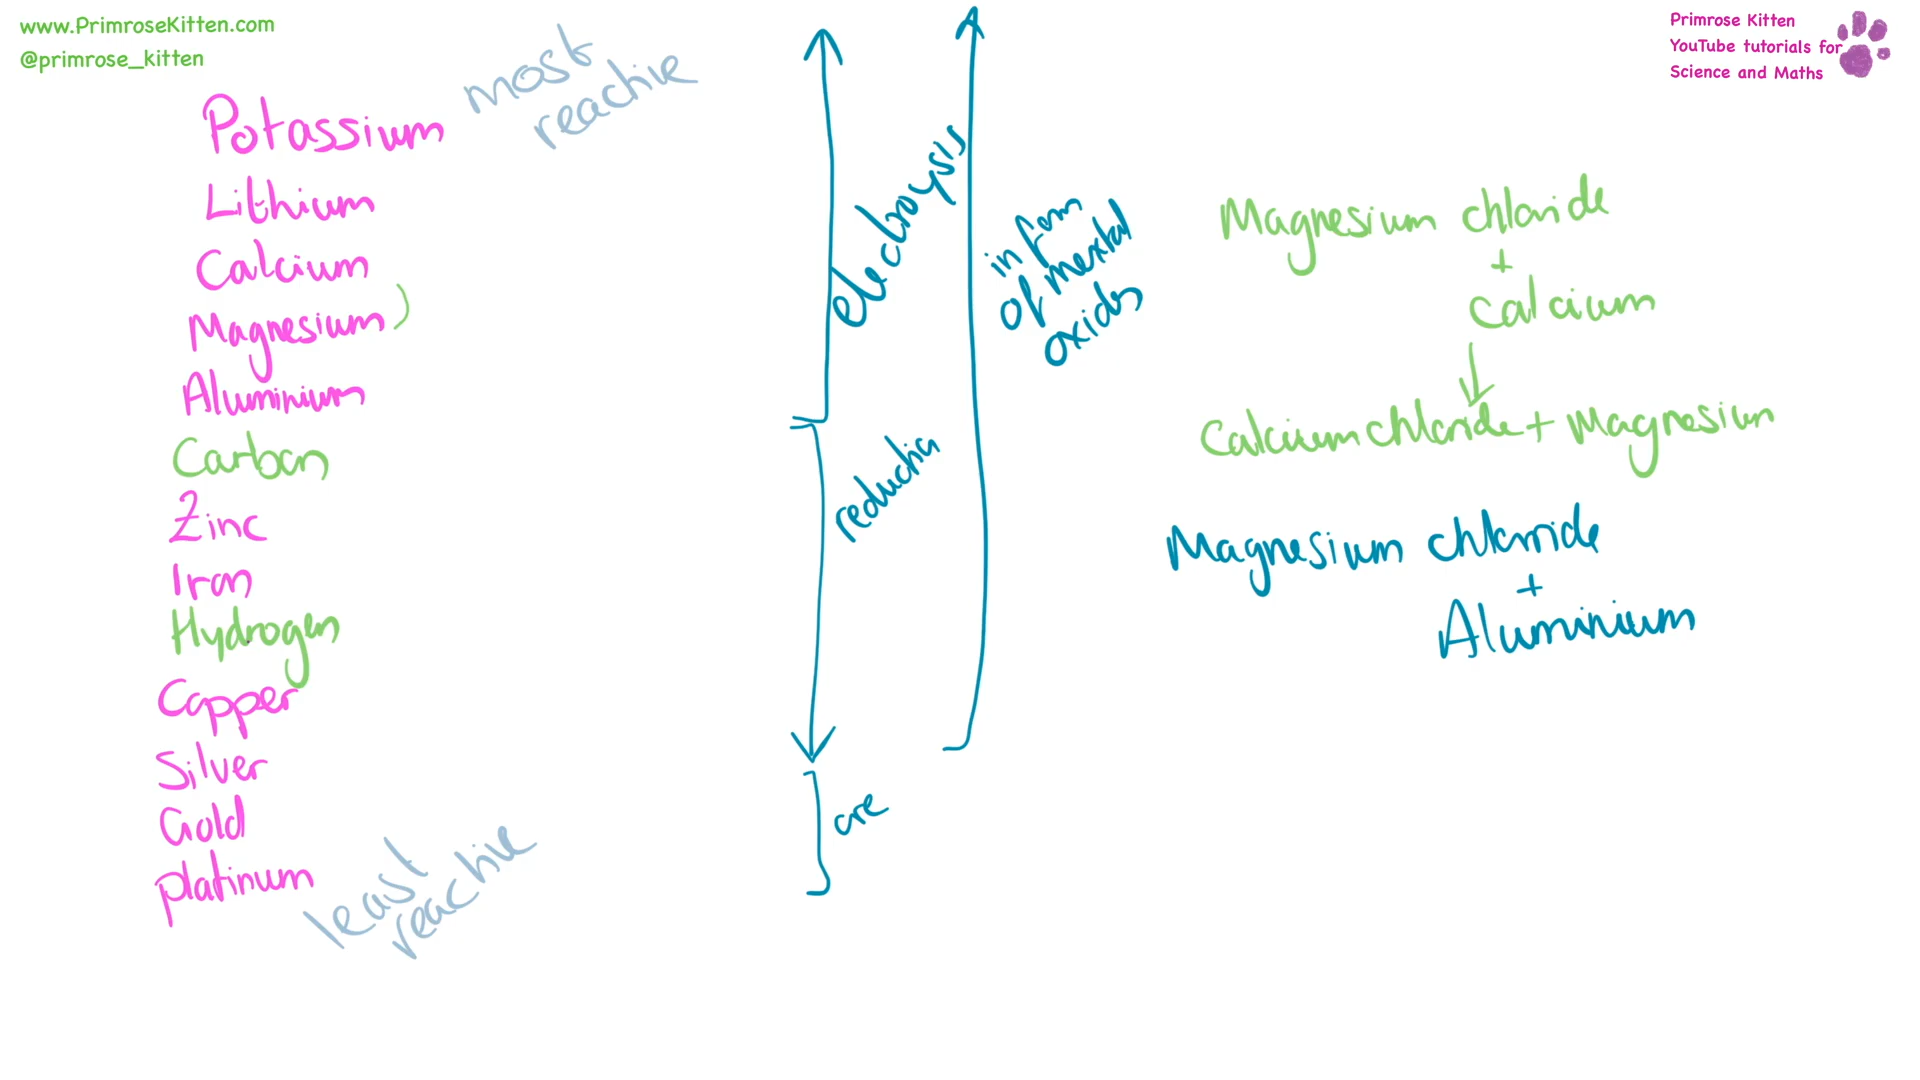 www.PrimroseKitten.com
@primrose_kitten
Primrose Kitten
YouTube tutorials for
Science and Maths
most
reactive
Potassium
Lithium
Calcium
Magnesium)
Aluminium
Carbon
Zinc
Iron
Hydrogen
Copper
Silver
Gold
platinum
least
reactive
electroysis
reduction
ore
in form
of mextal
oxides
Magnesium chloride
+
Calcium
Calcium chloride + Magnesium
Magnesium chloride
+
Aluminium